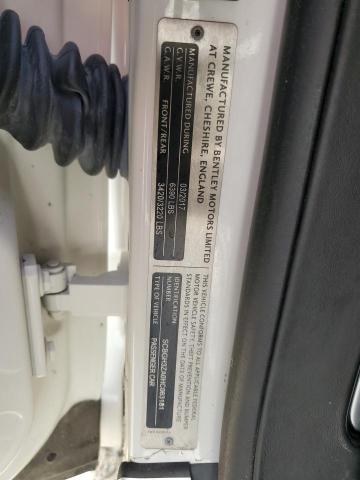 MANUFACTURED BY BENTLEY MOTORS LIMITED
AT CREWE, CHESHIRE, ENGLAND
MANUFACTURED DURING 03/2017
G.V.W.R. 6390 LBS
G.A.W.R. FRONT/REAR 3420/3220 LBS
THIS VEHICLE CONFORMS TO ALL APPLICABLE FEDERAL
MOTOR VEHICLE SAFETY, THEFT PREVENTION AND BUMPER
STANDARDS IN EFFECT ON THE DATE OF MANUFACTURE
IDENTIFICATION
NUMBER SCBGH3ZA0HC063181
TYPE OF VEHICLE PASSENGER CAR